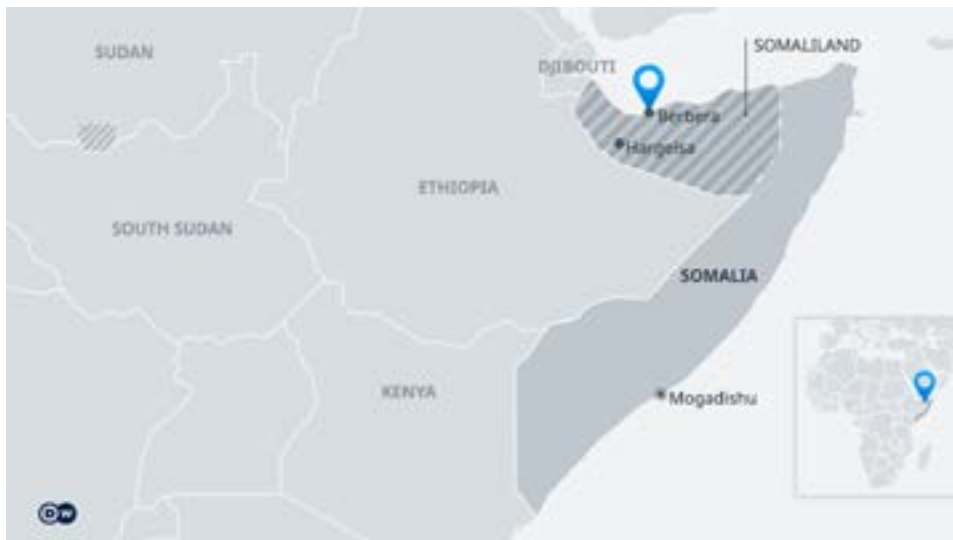 SUDAN
SOMALILAND
DJIBOUTI
Berbera
Hargeisa
ETHIOPIA
SOUTH SUDAN
SOMALIA
KENYA
Mogadishu
DW